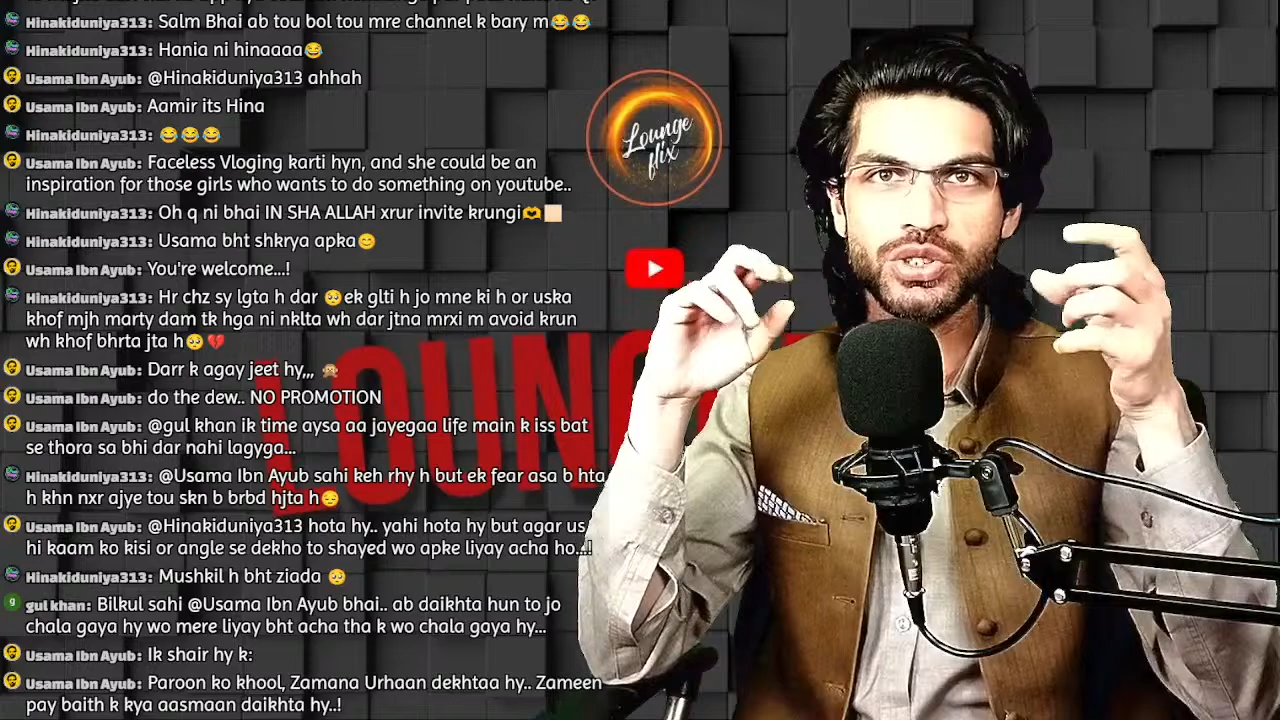 Hinakiduniya313: Salm Bhai ab tou bol tou mre channel k bary m😂😂
Hinakiduniya313: Hania ni hinaaaa😂
Usama Ibn Ayub: @Hinakiduniya313 ahhah
Usama Ibn Ayub: Aamir its Hina
Hinakiduniya313: 😂😂😂
Usama Ibn Ayub: Faceless Vloging karti hyn, and she could be an
inspiration for those girls who wants to do something on youtube..
Hinakiduniya313: Oh q ni bhai IN SHA ALLAH xrur invite krungi🫶🏻
Hinakiduniya313: Usama bht shkrya apka😊
Usama Ibn Ayub: You're welcome...!
Hinakiduniya313: Hr chz sy lgta h dar 🥺ek glti h jo mne ki h or uska
khof mjh marty dam tk hga ni nklta wh dar jtna mrxi m avoid krun
wh khof bhrta jta h🥺💔
Usama Ibn Ayub: Darr k agay jeet hy,,, 🙊
Usama Ibn Ayub: do the dew.. NO PROMOTION
Usama Ibn Ayub: @gul khan ik time aysa aa jayegaa life main k iss bat
se thora sa bhi dar nahi lagyga...
Hinakiduniya313: @Usama Ibn Ayub sahi keh rhy h but ek fear asa b hta
h khn nxr ajye tou skn b brbd hjta h😔
Usama Ibn Ayub: @Hinakiduniya313 hota hy.. yahi hota hy but agar us
hi kaam ko kisi or angle se dekho to shayed wo apke liyay acha ho...!
Hinakiduniya313: Mushkil h bht ziada 🥺
g gul khan: Bilkul sahi @Usama Ibn Ayub bhai.. ab daikhta hun to jo
chala gaya hy wo mere liyay bht acha tha k wo chala gaya hy...
Usama Ibn Ayub: Ik shair hy k:
Usama Ibn Ayub: Paroon ko khool, Zamana Urhaan dekhtaa hy.. Zameen
pay baith k kya aasmaan daikhta hy..!
Lounge
flix
LOUN